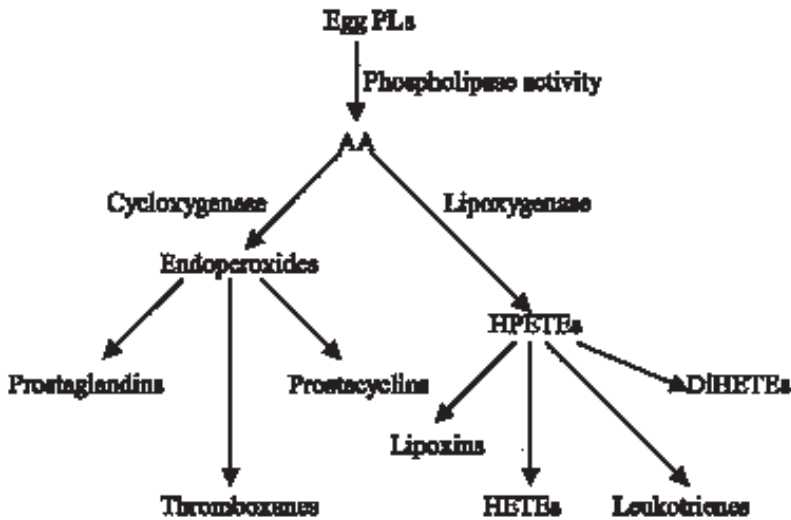 Egg PLs
Phospholipase activity
AA
Cycloxygenase
Lipoxygenase
Endoperoxides
HPETEs
Prostaglandins
Prostacyclins
DiHETEs
Lipoxins
Thromboxanes
HETEs
Leukotrienes